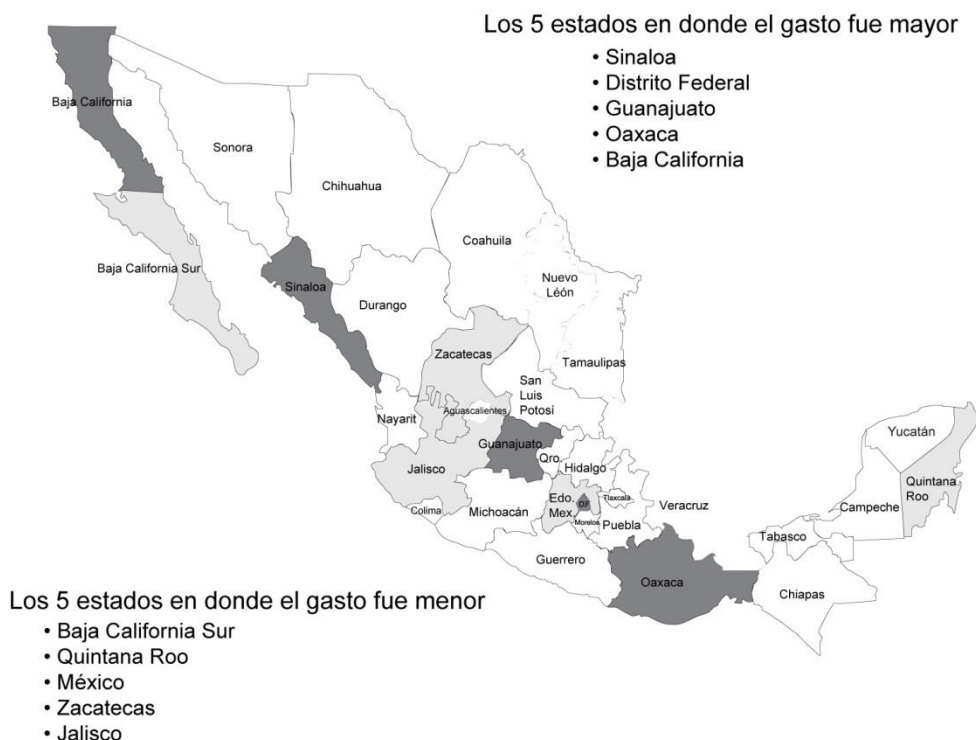 Los 5 estados en donde el gasto fue mayor
• Sinaloa
• Distrito Federal
• Guanajuato
• Oaxaca
• Baja California
Baja California
Sonora
Chihuahua
Coahuila
Baja California Sur
Sinaloa
Nuevo
Léón
Durango
Zacatecas
Tamaulipas
San
Luis
Potosí
Aguascalientes
Nayarit
Guanajuato
Yucatán
Qro.
Hidalgo
Jalisco
Quintana
Roo
Edo.
Mex.
D.F
Tlaxcala
Colima
Michoacán
Morelos
Puebla
Veracruz
Campeche
Tabasco
Guerrero
Oaxaca
Chiapas
Los 5 estados en donde el gasto fue menor
• Baja California Sur
• Quintana Roo
• México
• Zacatecas
• Jalisco